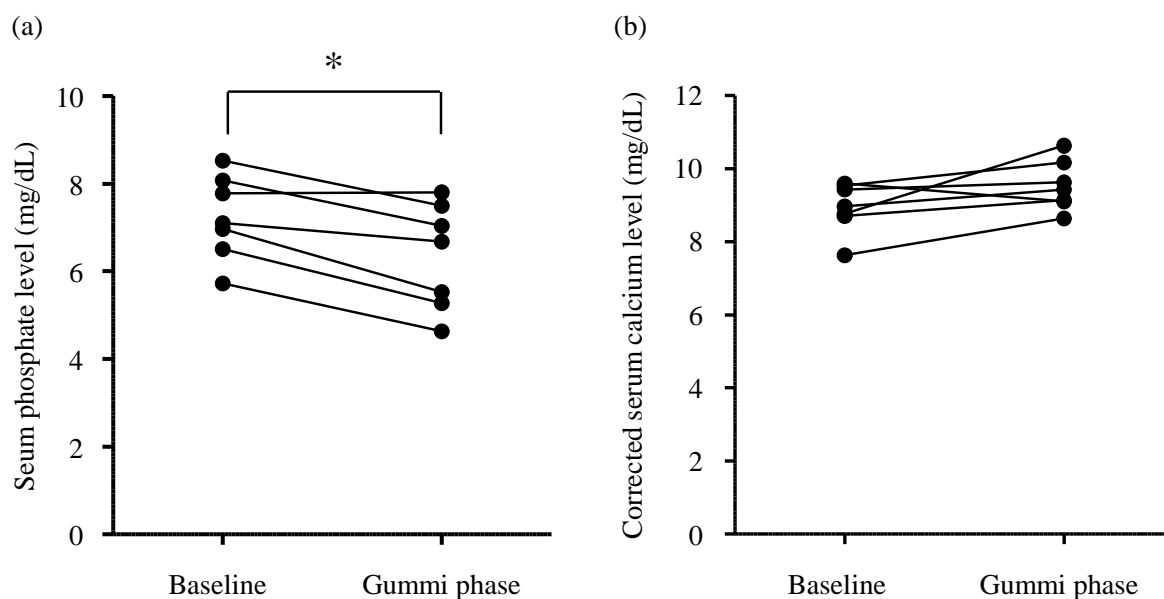 (a)
*
Seum phosphate level (mg/dL)
10
8
6
4
2
0
Baseline
Gummi phase
(b)
Corrected serum calcium level (mg/dL)
12
10
8
6
4
2
0
Baseline
Gummi phase